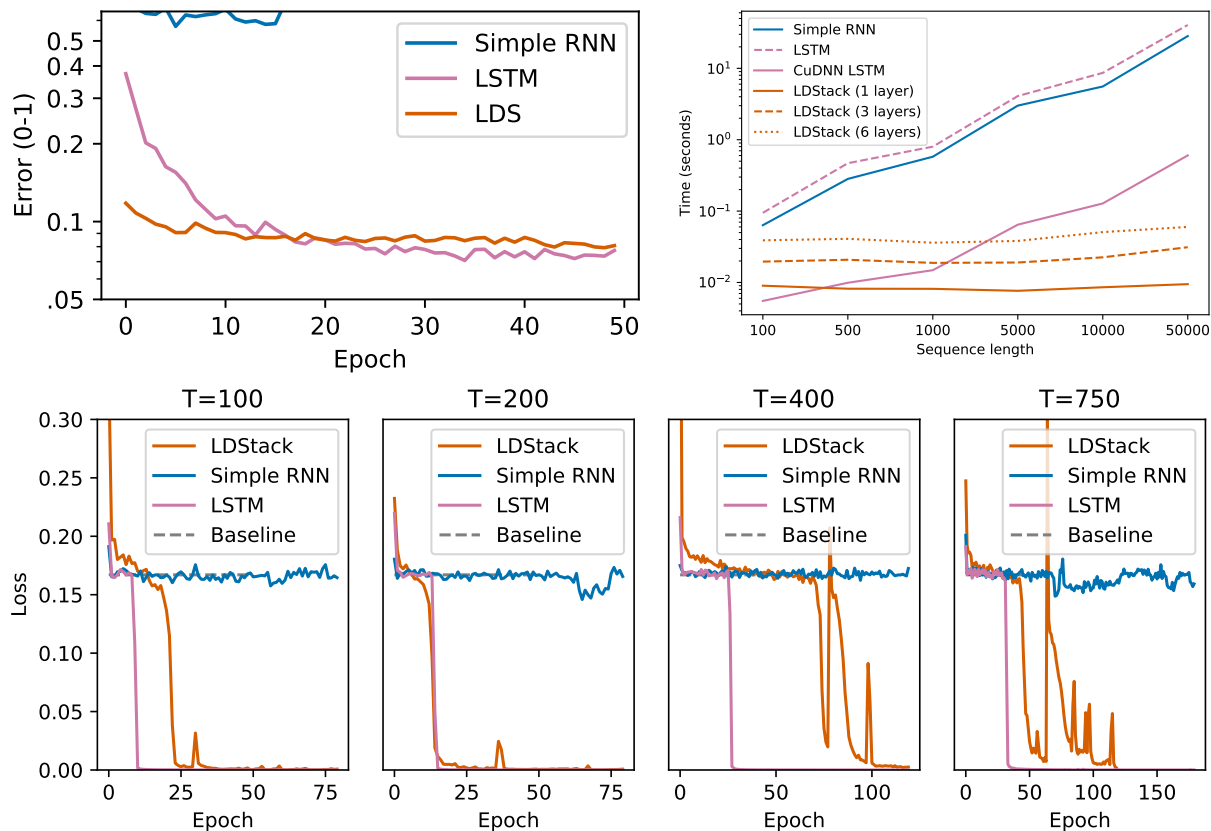 0.5
0.4
0.3
0.2
0.1
.05
Error (0-1)
0
10
20
30
40
50
Epoch
Simple RNN
LSTM
LDS
Time (seconds)
10¹
10⁰
10⁻¹
10⁻²
100
500
1000
5000
10000
50000
Sequence length
Simple RNN
LSTM
CuDNN LSTM
LDStack (1 layer)
LDStack (3 layers)
LDStack (6 layers)
T=100
0.30
0.25
0.20
0.15
0.10
0.05
0.00
Loss
LDStack
Simple RNN
LSTM
Baseline
0
25
50
75
Epoch
T=200
LDStack
Simple RNN
LSTM
Baseline
0
25
50
75
Epoch
T=400
LDStack
Simple RNN
LSTM
Baseline
0
50
100
Epoch
T=750
LDStack
Simple RNN
LSTM
Baseline
0
50
100
150
Epoch